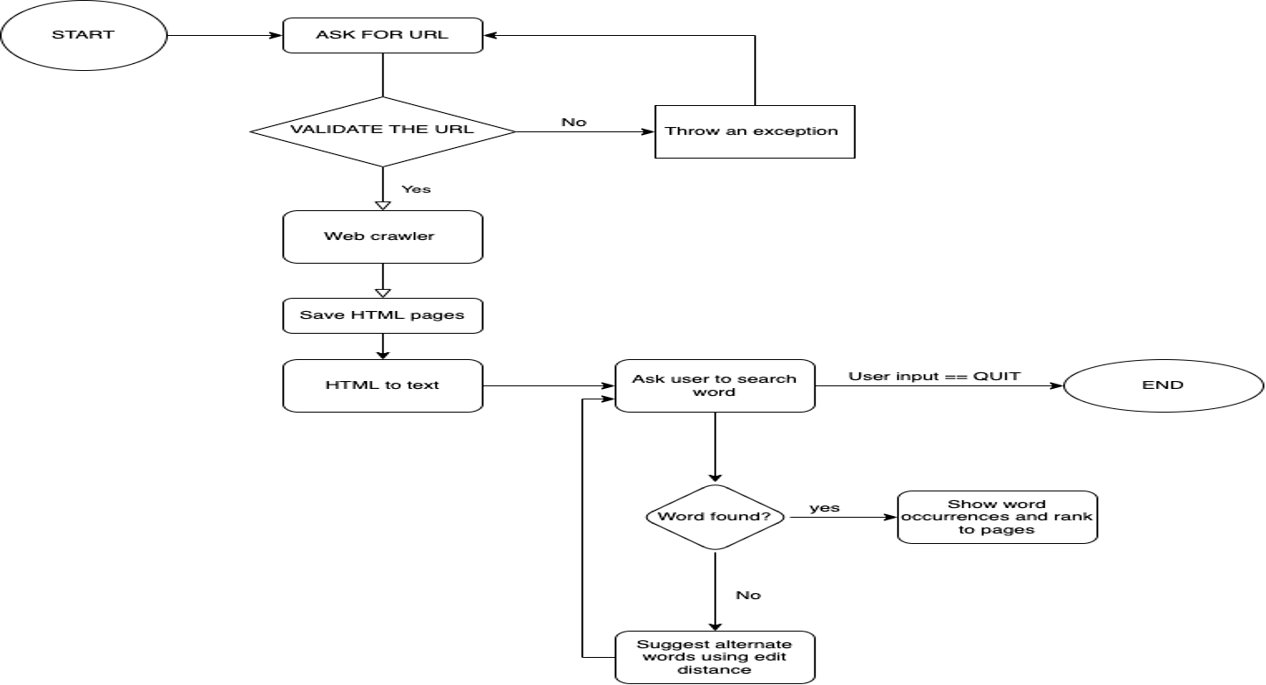 START
ASK FOR URL
VALIDATE THE URL
No
Throw an exception
Yes
Web crawler
Save HTML pages
HTML to text
Ask user to search
word
User input == QUIT
END
Word found?
yes
Show word
occurrences and rank
to pages
No
Suggest alternate
words using edit
distance